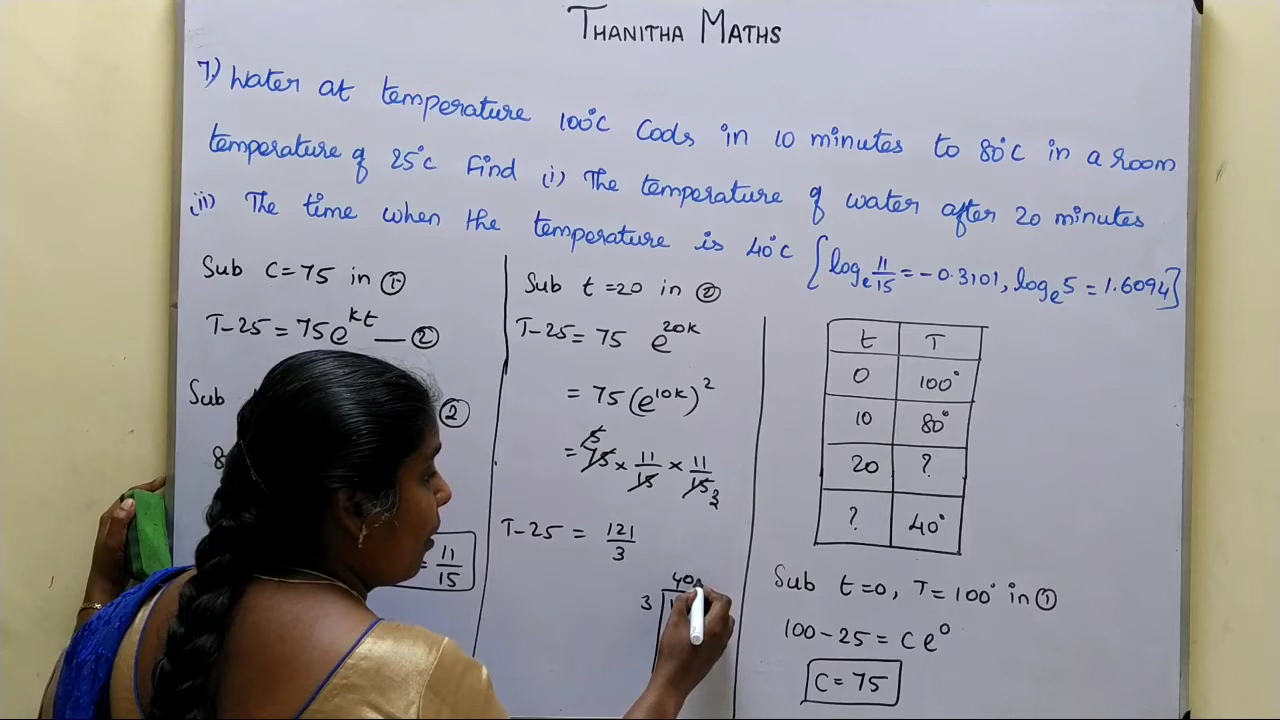 THANITHA MATHS
7) Water at temperature 100°C Cools in 10 minutes to 80°C in a room
temperature of 25°C Find (i) The temperature of water after 20 minutes
(ii) The time when the temperature is 40°C [logₑ 11/15 = -0.3101, logₑ 5 = 1.6094]
Sub C=75 in ①
T-25 = 75e^kt — ②
Sub
②
8
= 11/15
Sub t=20 in ②
T-25 = 75 e^20k
= 75 (e^10k)^2
= 75 × 11/15 × 11/15
5
3
T-25 = 121/3
40
3
t T
0 100°
10 80°
20 ?
? 40°
Sub t=0, T=100° in ①
100-25 = C e^0
C = 75